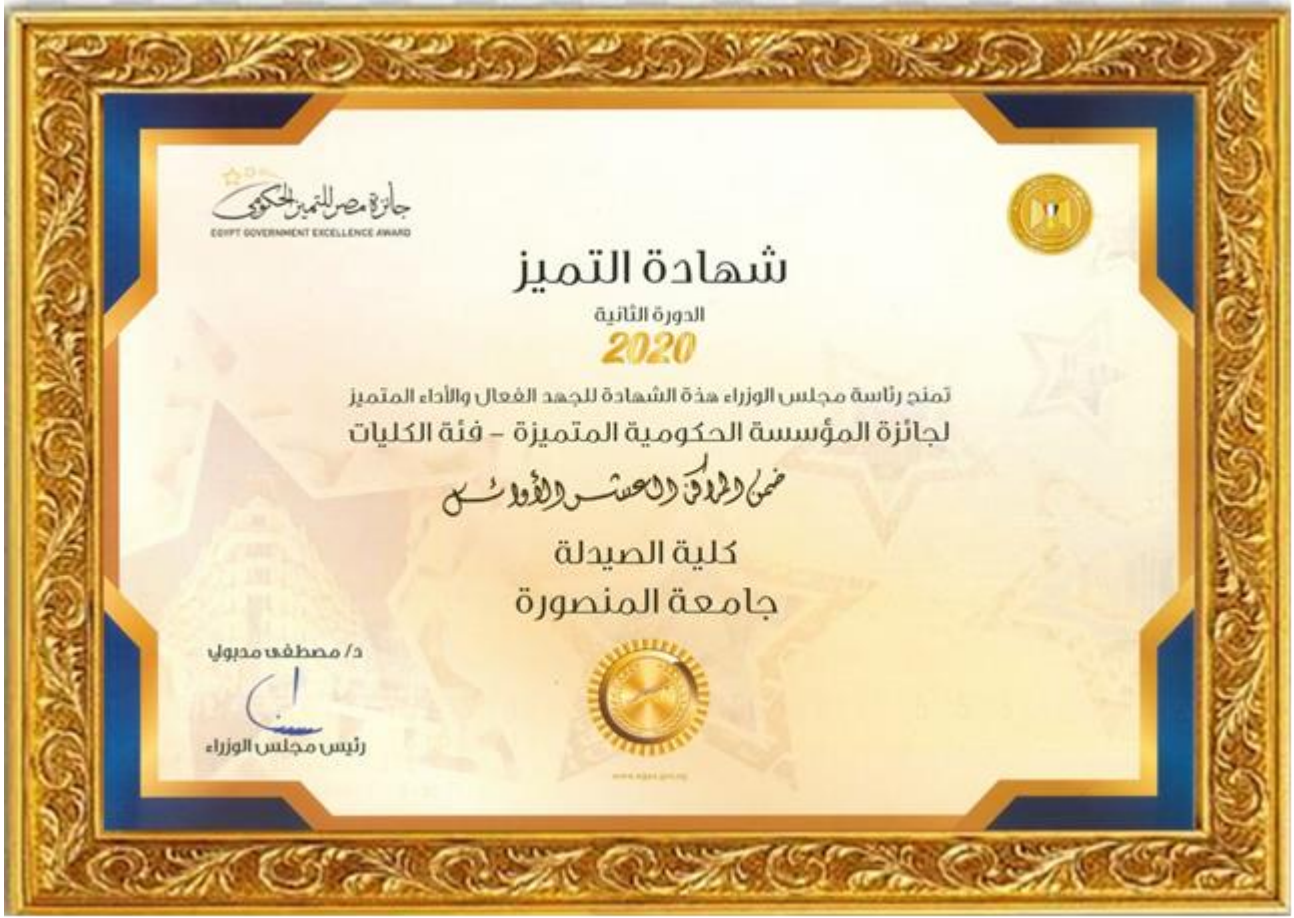 جائزة مصر للتميز الحكومي
EGYPT GOVERNMENT EXCELLENCE AWARD
شهادة التميز
الدورة الثانية
2020
تمنح رئاسة مجلس الوزراء هذة الشهادة للجهد الفعال والأداء المتميز
لجائزة المؤسسة الحكومية المتميزة – فئة الكليات
ضمن المراكز العشر الأوائل
كلية الصيدلة
جامعة المنصورة
د/ مصطفى مدبولي
رئيس مجلس الوزراء